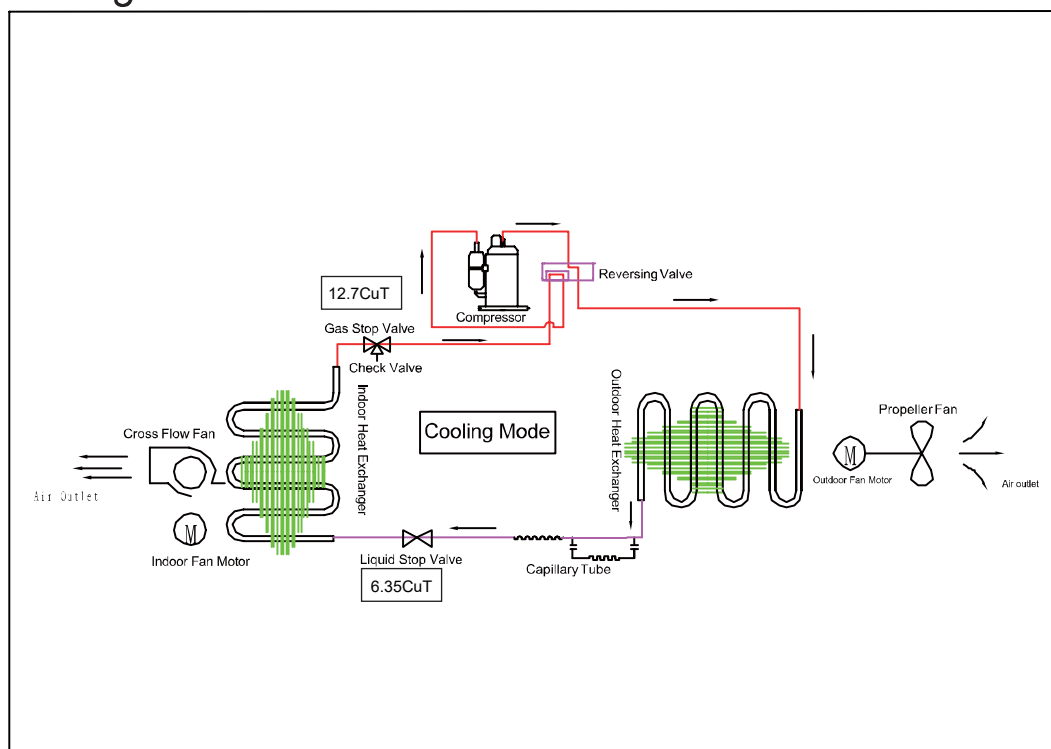 12.7CuT
Reversing Valve
Compressor
Gas Stop Valve
Check Valve
Indoor Heat Exchanger
Outdoor Heat Exchanger
Cooling Mode
Cross Flow Fan
Propeller Fan
M
Outdoor Fan Motor
Air outlet
Air Outlet
M
Indoor Fan Motor
Liquid Stop Valve
6.35CuT
Capillary Tube